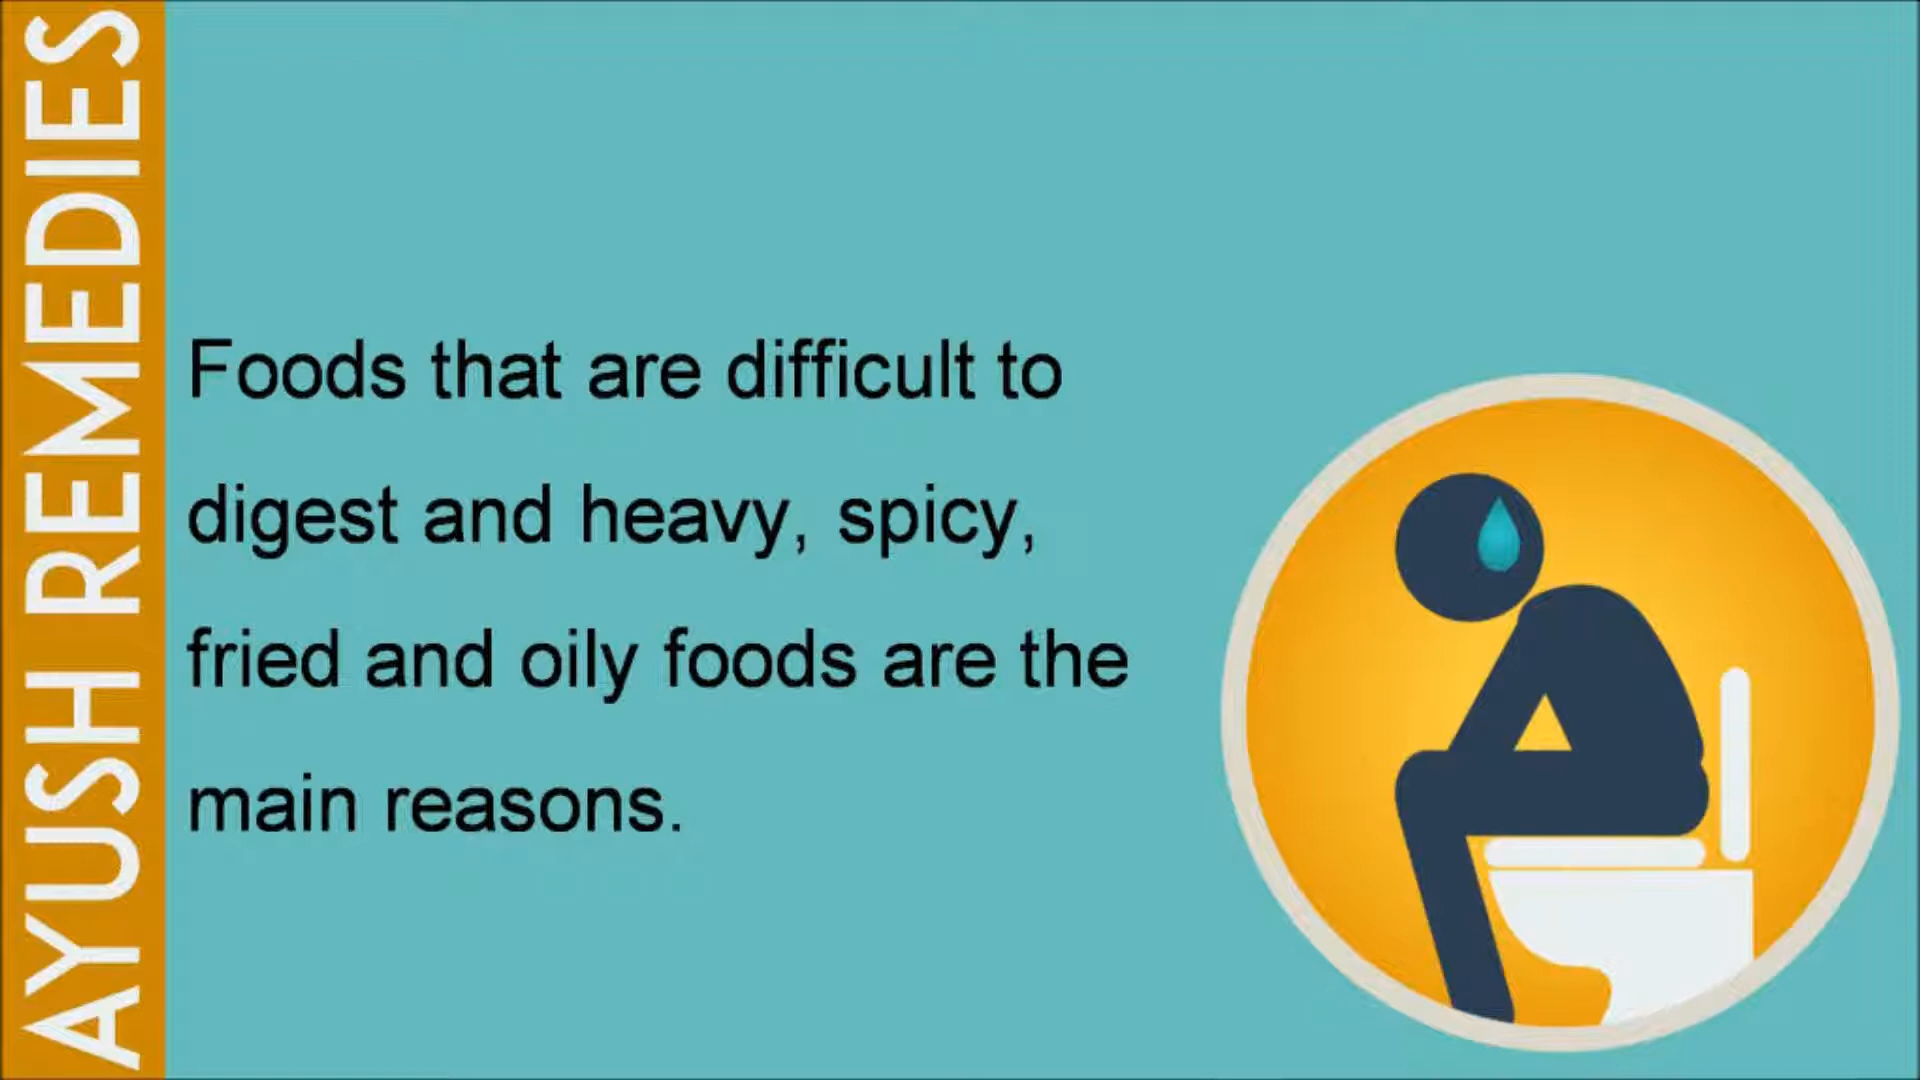 AYUSH REMEDIES
Foods that are difficult to
digest and heavy, spicy,
fried and oily foods are the
main reasons.